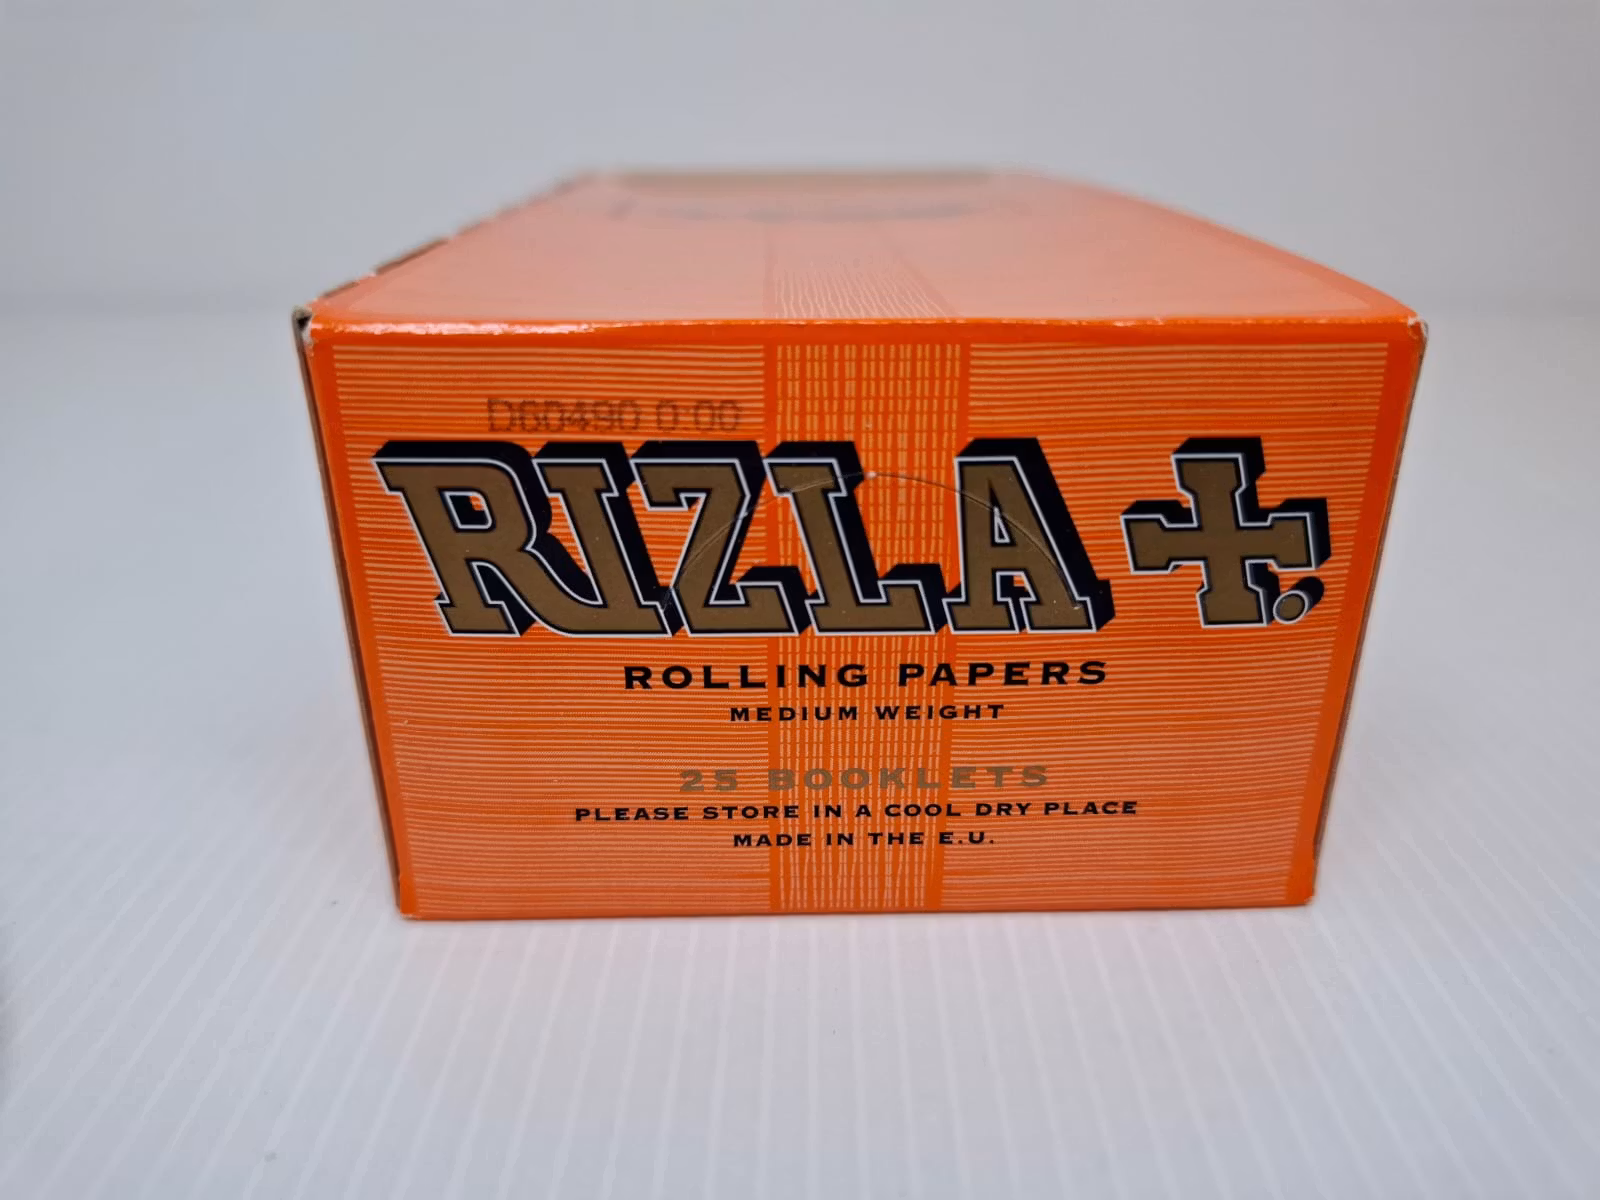 D60490 0:00
RIZLA+.
ROLLING PAPERS
MEDIUM WEIGHT
25 BOOKLETS
PLEASE STORE IN A COOL DRY PLACE
MADE IN THE E.U.